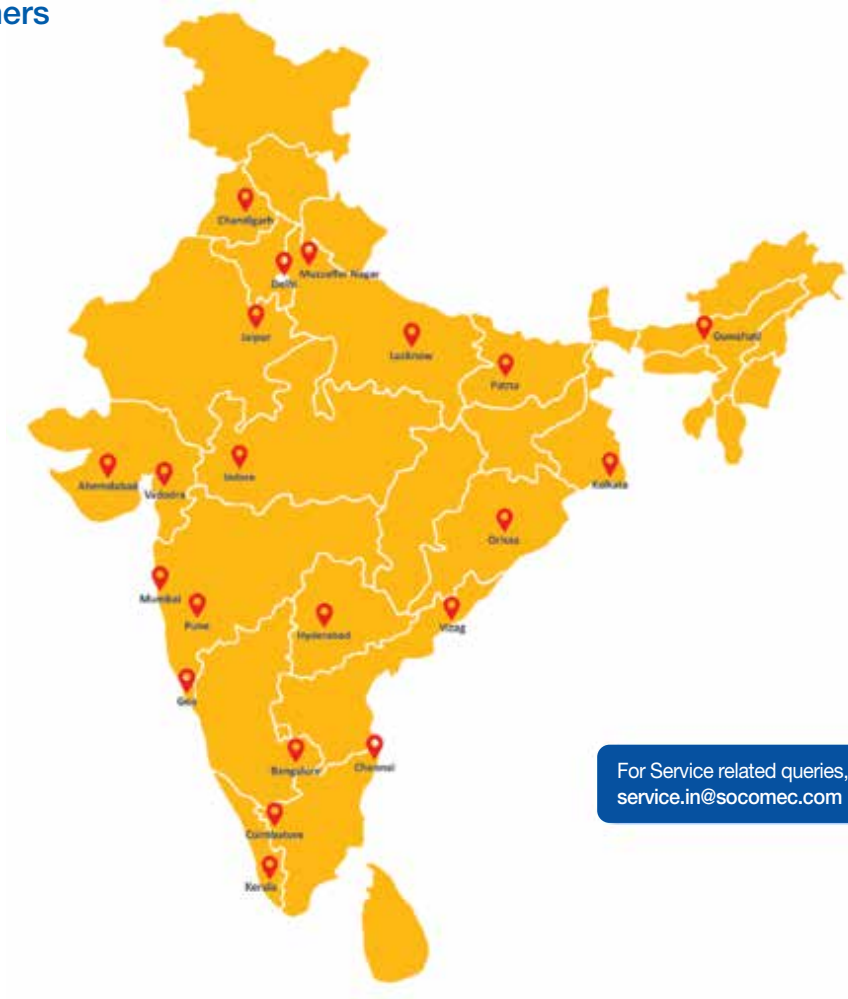 ners
Chandigarh
Muzaffer Nagar
Delhi
Jaipur
Lucknow
Guwahati
Patna
Indore
Ahemdabad
Vadodra
Kolkata
Orissa
Mumbai
Pune
Hyderabad
Vizag
Goa
Bangalore
Chennai
Coimbatore
Kerala
For Service related queries,
service.in@socomec.com